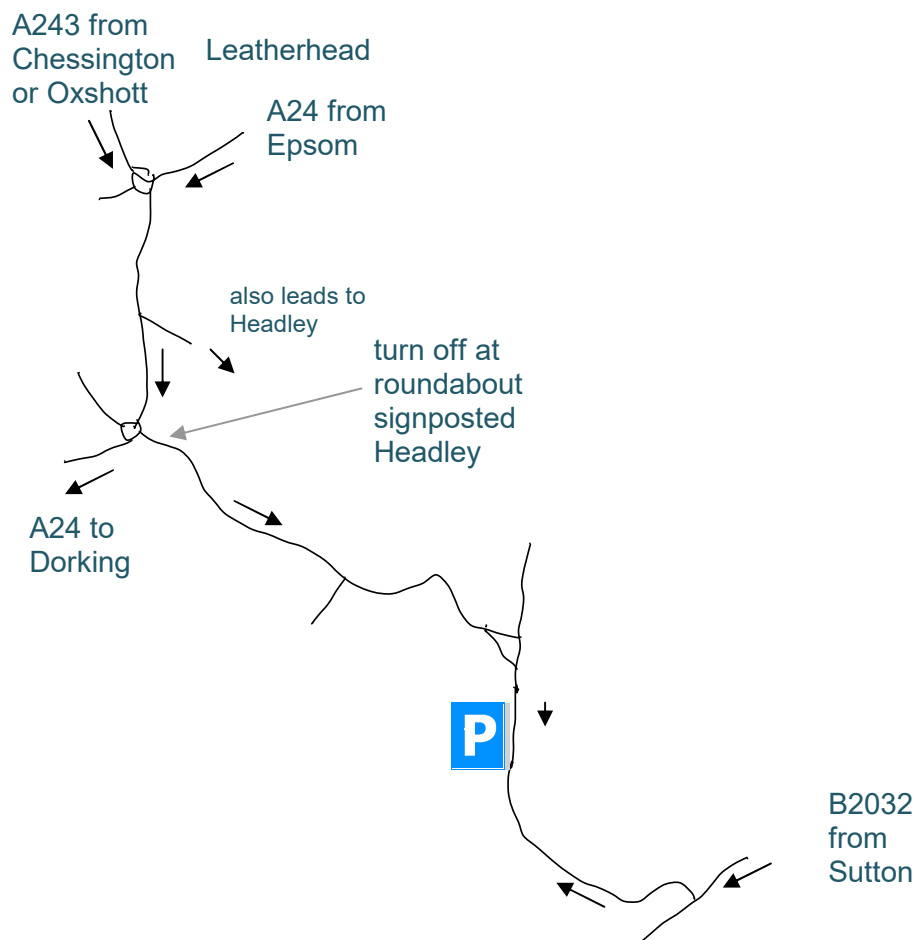 A243 from
Chessington
or Oxshott
Leatherhead
A24 from
Epsom
also leads to
Headley
turn off at
roundabout
signposted
Headley
A24 to
Dorking
P
B2032
from
Sutton